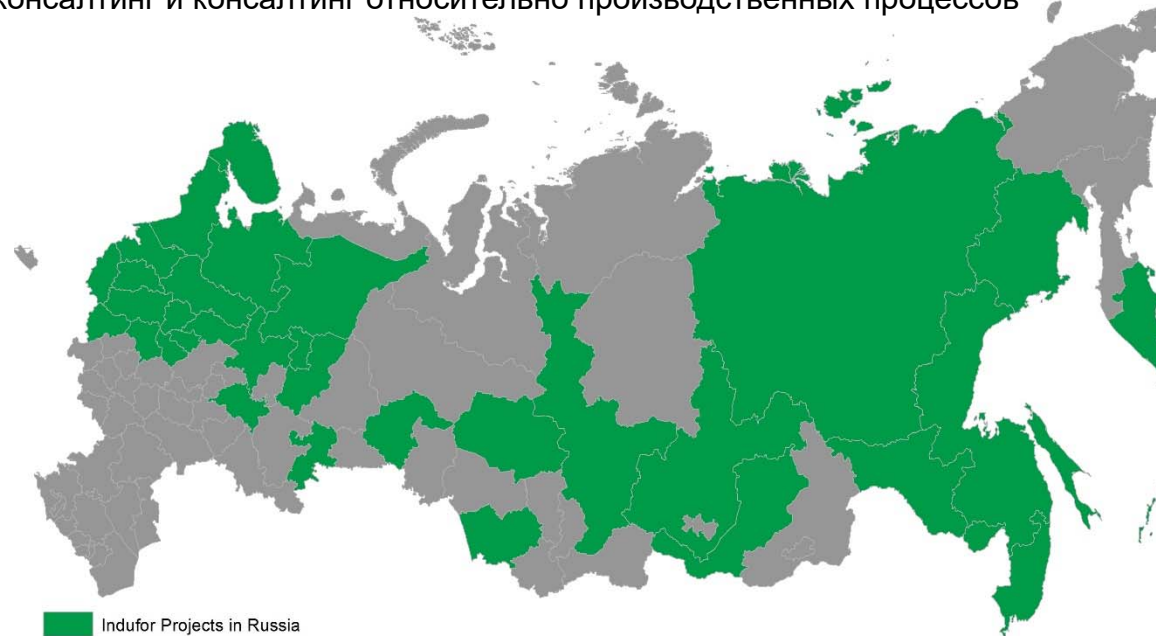 консалтинг и консалтинг относительно производственных процессов
Indufor Projects in Russia